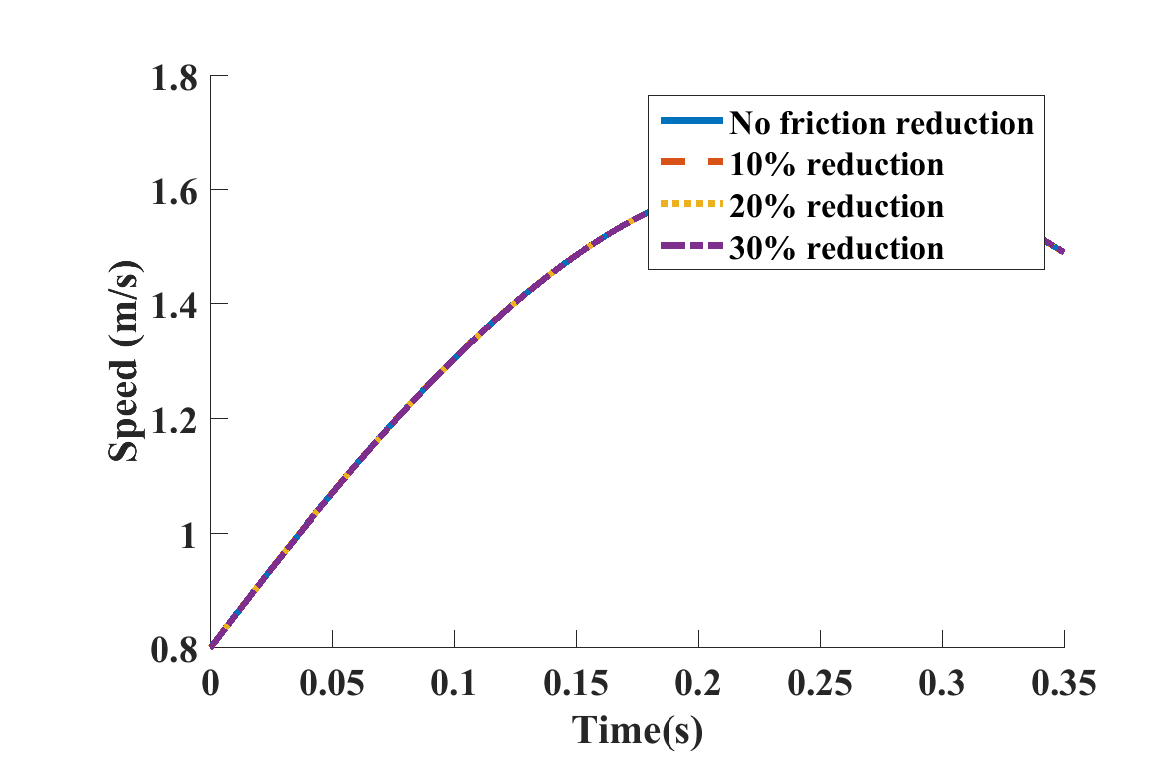 1.8
1.6
1.4
1.2
1
0.8
Speed (m/s)
No friction reduction
10% reduction
20% reduction
30% reduction
0 0.05 0.1 0.15 0.2 0.25 0.3 0.35
Time(s)